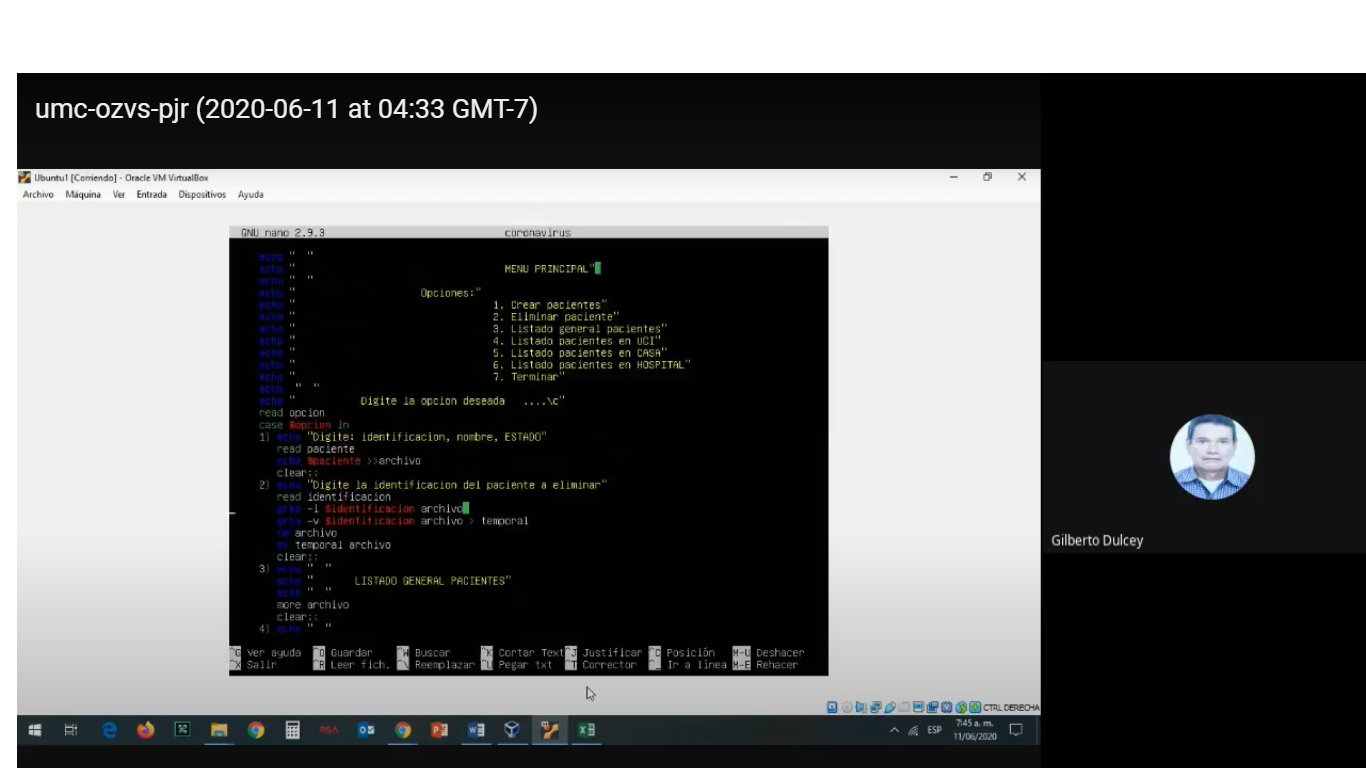 umc-ozvs-pjr (2020-06-11 at 04:33 GMT-7)
Ubuntu1 [Corriendo] - Oracle VM VirtualBox
Archivo Máquina Ver Entrada Dispositivos Ayuda
GNU nano 2.9.3 coronavirus
echo " "
echo " MENU PRINCIPAL"
echo " "
echo " Opciones:"
echo " 1. Crear pacientes"
echo " 2. Eliminar paciente"
echo " 3. Listado general pacientes"
echo " 4. Listado pacientes en UCI"
echo " 5. Listado pacientes en CASA"
echo " 6. Listado pacientes en HOSPITAL"
echo " 7. Terminar"
echo " "
echo " Digite la opcion deseada ....\c"
read opcion
case $opcion in
1) echo "Digite: identificacion, nombre, ESTADO"
read paciente
echo $paciente >>archivo
clear;;
2) echo "Digite la identificacion del paciente a eliminar"
read identificacion
-i $identificacion archivo
-v $identificacion archivo > temporal
archivo
mv temporal archivo
clear;;
3) echo " "
echo " LISTADO GENERAL PACIENTES"
echo " "
more archivo
clear;;
4) echo " "
^G Ver ayuda ^O Guardar ^W Buscar ^K Cortar Text ^J Justificar ^C Posición M-U Deshacer
^X Salir ^R Leer fich. ^\ Reemplazar ^U Pegar txt ^T Corrector ^_ Ir a línea M-E Rehacer
Gilberto Dulcey
CTRL DERECHA
RSA
ESP
7:45 a. m.
11/06/2020